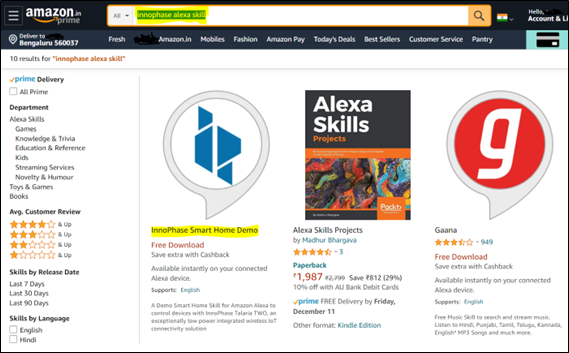 amazon.in
prime
All
innophase alexa skill
Account & Li
Deliver to
Bengaluru 560037
Fresh
Amazon.in
Mobiles
Fashion
Amazon Pay
Today's Deals
Best Sellers
Customer Service
Pantry
10 results for "innophase alexa skill"
prime Delivery
All Prime
Department
Alexa Skills
Games
Knowledge & Trivia
Education & Reference
Kids
Streaming Services
Novelty & Humour
Toys & Games
Books
Avg. Customer Review
& Up
& Up
& Up
& Up
Skills by Release Date
Last 7 Days
Last 30 Days
Last 90 Days
Skills by Language
English
Hindi
InnoPhase Smart Home Demo
Free Download
Save extra with Cashback
Available instantly on your connected
Alexa device.
Supports: English
A Demo Smart Home Skill for Amazon Alexa to
control devices with InnoPhase Talaria TWO, an
exceptionally low power integrated wireless IoT
connectivity solution
Alexa
Skills
Projects
Packt>
Alexa Skills Projects
by Madhur Bhargava
3
Paperback
₹1,987 ₹2,799 Save ₹812 (29%)
10% off with AU Bank Debit Cards
prime FREE Delivery by Friday,
December 11
Other format: Kindle Edition
g
Gaana
949
Free Download
Save extra with Cashback
Available instantly on your connected
Alexa device.
Supports: English
Free Music Skill to search and stream music,
Listen to Hindi, Punjabi, Tamil, Telugu, Kannada,
English* MP3 Songs and much more.